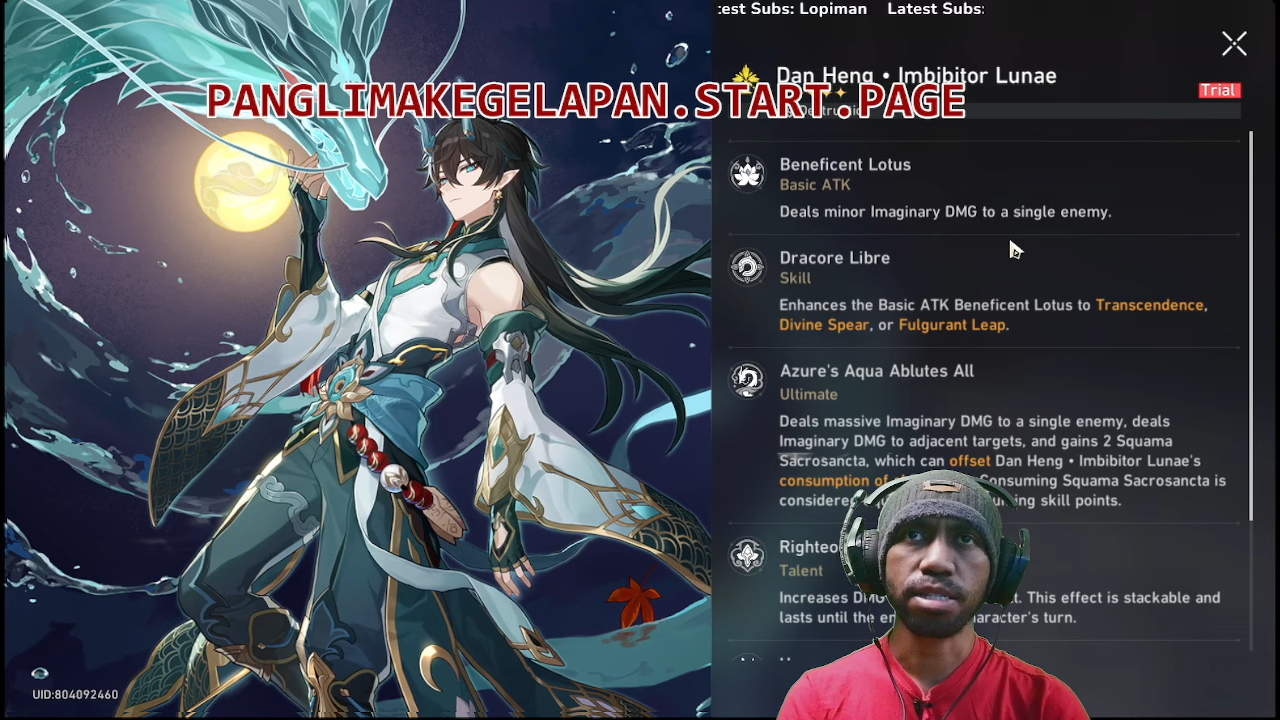 est Subs: Lopiman Latest Subs:
Dan Heng • Imbibitor Lunae
PANGLIMAKEGELAPAN.START.PAGE
Trial
Beneficent Lotus
Basic ATK
Deals minor Imaginary DMG to a single enemy.
Dracore Libre
Skill
Enhances the Basic ATK Beneficent Lotus to Transcendence,
Divine Spear, or Fulgurant Leap.
Azure's Aqua Ablutes All
Ultimate
Deals massive Imaginary DMG to a single enemy, deals
Imaginary DMG to adjacent targets, and gains 2 Squama
Sacrosancta, which can offset Dan Heng • Imbibitor Lunae's
consumption of Consuming Squama Sacrosancta is
considered skill points.
Righteo
Talent
Increases DMG This effect is stackable and
lasts until the character's turn.
UID:804092460